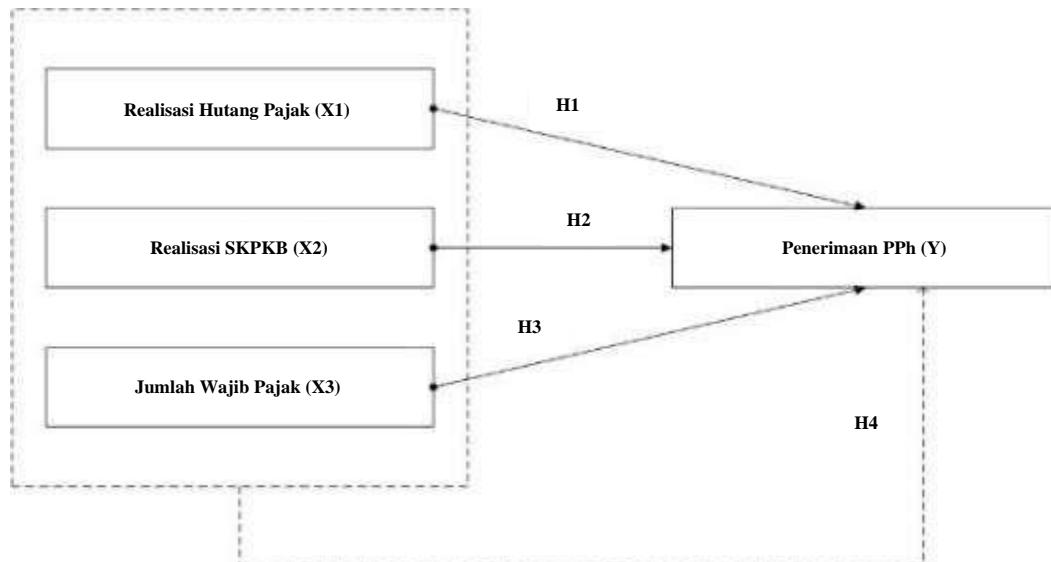 H1
Realisasi Hutang Pajak (X1)
H2
Realisasi SKPKB (X2)
Penerimaan PPh (Y)
H3
Jumlah Wajib Pajak (X3)
H4